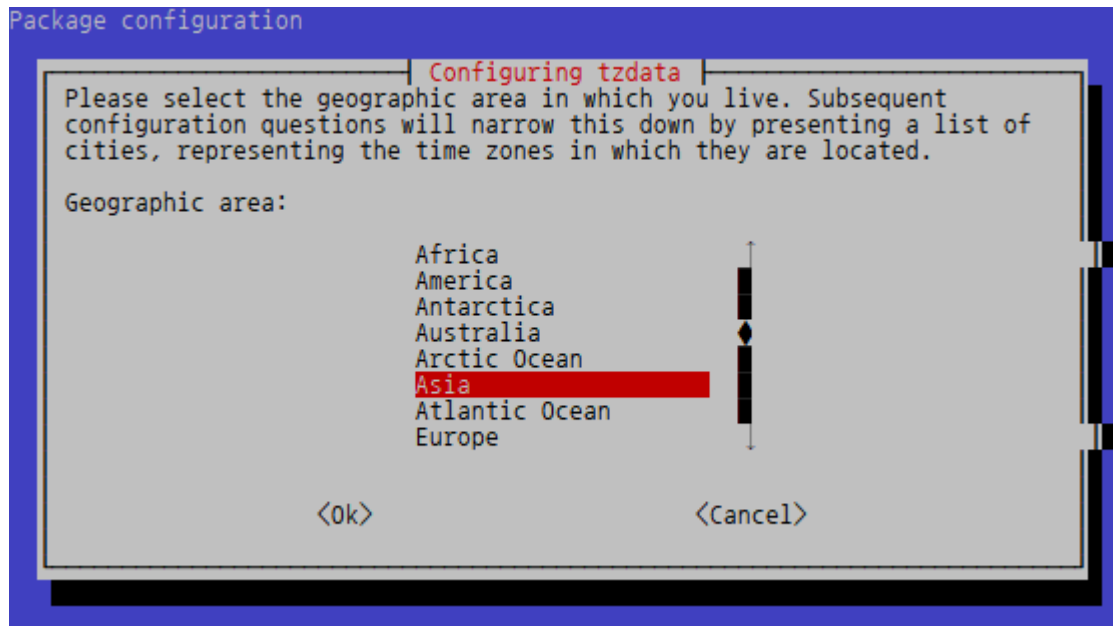 Package configuration
Configuring tzdata
Please select the geographic area in which you live. Subsequent
configuration questions will narrow this down by presenting a list of
cities, representing the time zones in which they are located.
Geographic area:
Africa
America
Antarctica
Australia
Arctic Ocean
Asia
Atlantic Ocean
Europe
<Ok> <Cancel>